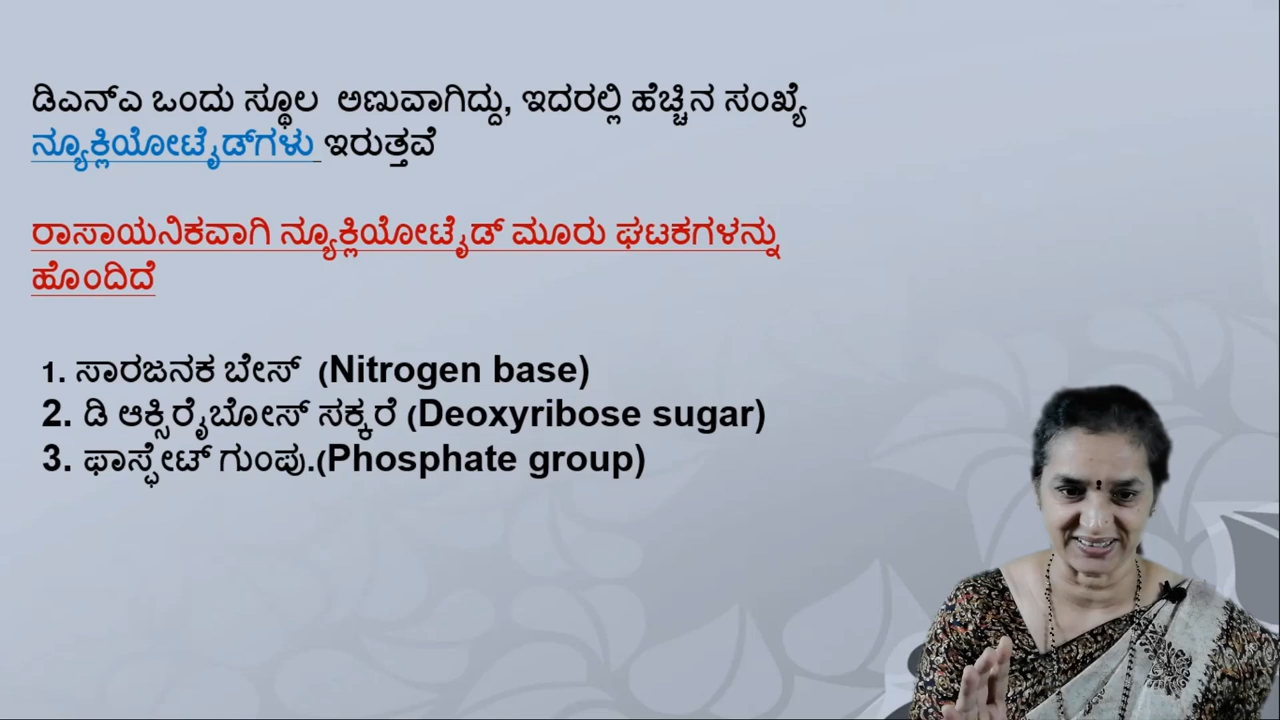 ಡಿಎನ್ಎ ಒಂದು ಸ್ಥೂಲ ಅಣುವಾಗಿದ್ದು, ಇದರಲ್ಲಿ ಹೆಚ್ಚಿನ ಸಂಖ್ಯೆ
ನ್ಯೂಕ್ಲಿಯೋಟೈಡ್‌ಗಳು ಇರುತ್ತವೆ
ರಾಸಾಯನಿಕವಾಗಿ ನ್ಯೂಕ್ಲಿಯೋಟೈಡ್ ಮೂರು ಘಟಕಗಳನ್ನು
ಹೊಂದಿದೆ
1. ಸಾರಜನಕ ಬೇಸ್ (Nitrogen base)
2. ಡಿ ಆಕ್ಸಿರೈಬೋಸ್ ಸಕ್ಕರೆ (Deoxyribose sugar)
3. ಫಾಸ್ಫೇಟ್ ಗುಂಪು.(Phosphate group)